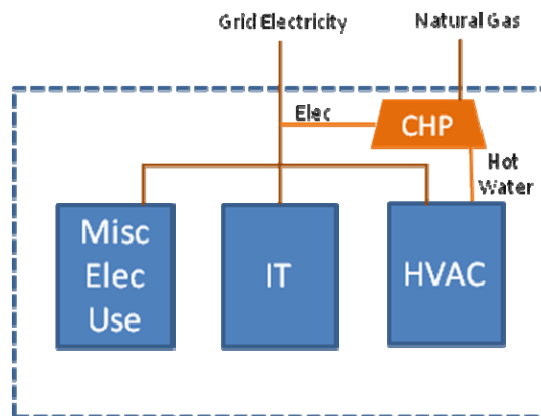 Grid Electricity
Natural Gas
Elec
CHP
Hot
Water
Misc
Elec
Use
IT
HVAC